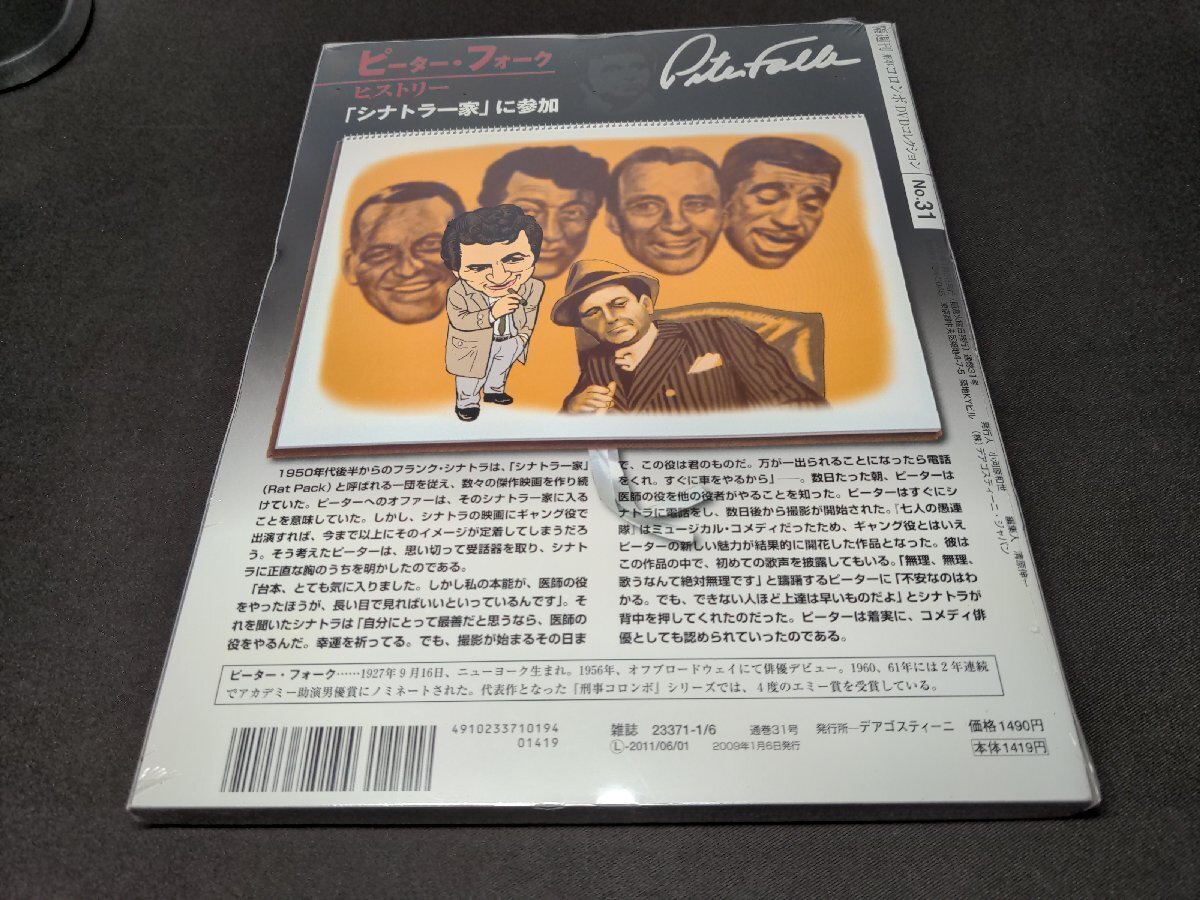 ピーター・フォーク
ヒストリー
「シナトラ一家」に参加
Peter Falk
隔週刊 刑事コロンボ DVDコレクション
No.31
1950年代後半からのフランク・シナトラは、「シナトラ一家」
(Rat Pack)と呼ばれる一団を従え、数々の傑作映画を作り続
けていた。ピーターへのオファーは、そのシナトラ一家に入る
ことを意味していた。しかし、シナトラの映画にギャング役で
出演すれば、今まで以上にそのイメージが定着してしまうだろ
う。そう考えたピーターは、思い切って受話器を取り、シナト
ラに正直な胸のうちを明かしたのである。
「台本、とても気に入りました。しかし私の本能が、医師の役
をやったほうが、長い目で見ればいいといっているんです」。そ
れを聞いたシナトラは「自分にとって最善だと思うなら、医師の
役をやるんだ。幸運を祈ってる。でも、撮影が始まるその日ま
で、この役は君のものだ。万が一出られることになったら電話
をくれ。すぐに車をやるから」――。数日たった朝、ピーターは
医師の役を他の役者がやることを知った。ピーターはすぐにシ
ナトラに電話をし、数日後から撮影が開始された。『七人の愚連
隊』はミュージカル・コメディだったため、ギャング役とはいえ
ピーターの新しい魅力が結果的に開花した作品となった。彼は
この作品の中で、初めての歌声を披露してもいる。「無理、無理、
歌うなんて絶対無理です」と躊躇するピーターに「不安なのはわ
かる。でも、できない人ほど上達は早いものだよ」とシナトラが
背中を押してくれたのだった。ピーターは着実に、コメディ俳
優としても認められていったのである。
ピーター・フォーク……1927年9月16日、ニューヨーク生まれ。1956年、オフブロードウェイにて俳優デビュー。1960、61年には2年連続
でアカデミー助演男優賞にノミネートされた。代表作となった『刑事コロンボ』シリーズでは、4度のエミー賞を受賞している。
4910233710194
01419
雑誌 23371-1/6 通巻31号 発行所―デアゴスティーニ 価格1490円
Ⓛ-2011/06/01 2009年1月6日発行 本体1419円